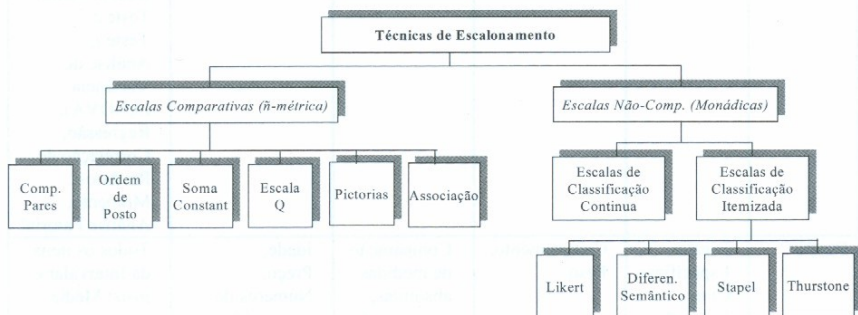 Técnicas de Escalonamento
Escalas Comparativas (ñ-métrica)
Escalas Não-Comp. (Monádicas)
Comp.
Pares
Ordem
de
Posto
Soma
Constant
Escala
Q
Pictorias
Associação
Escalas de
Classificação
Continua
Escalas de
Classificação
Itemizada
Likert
Diferen.
Semântico
Stapel
Thurstone